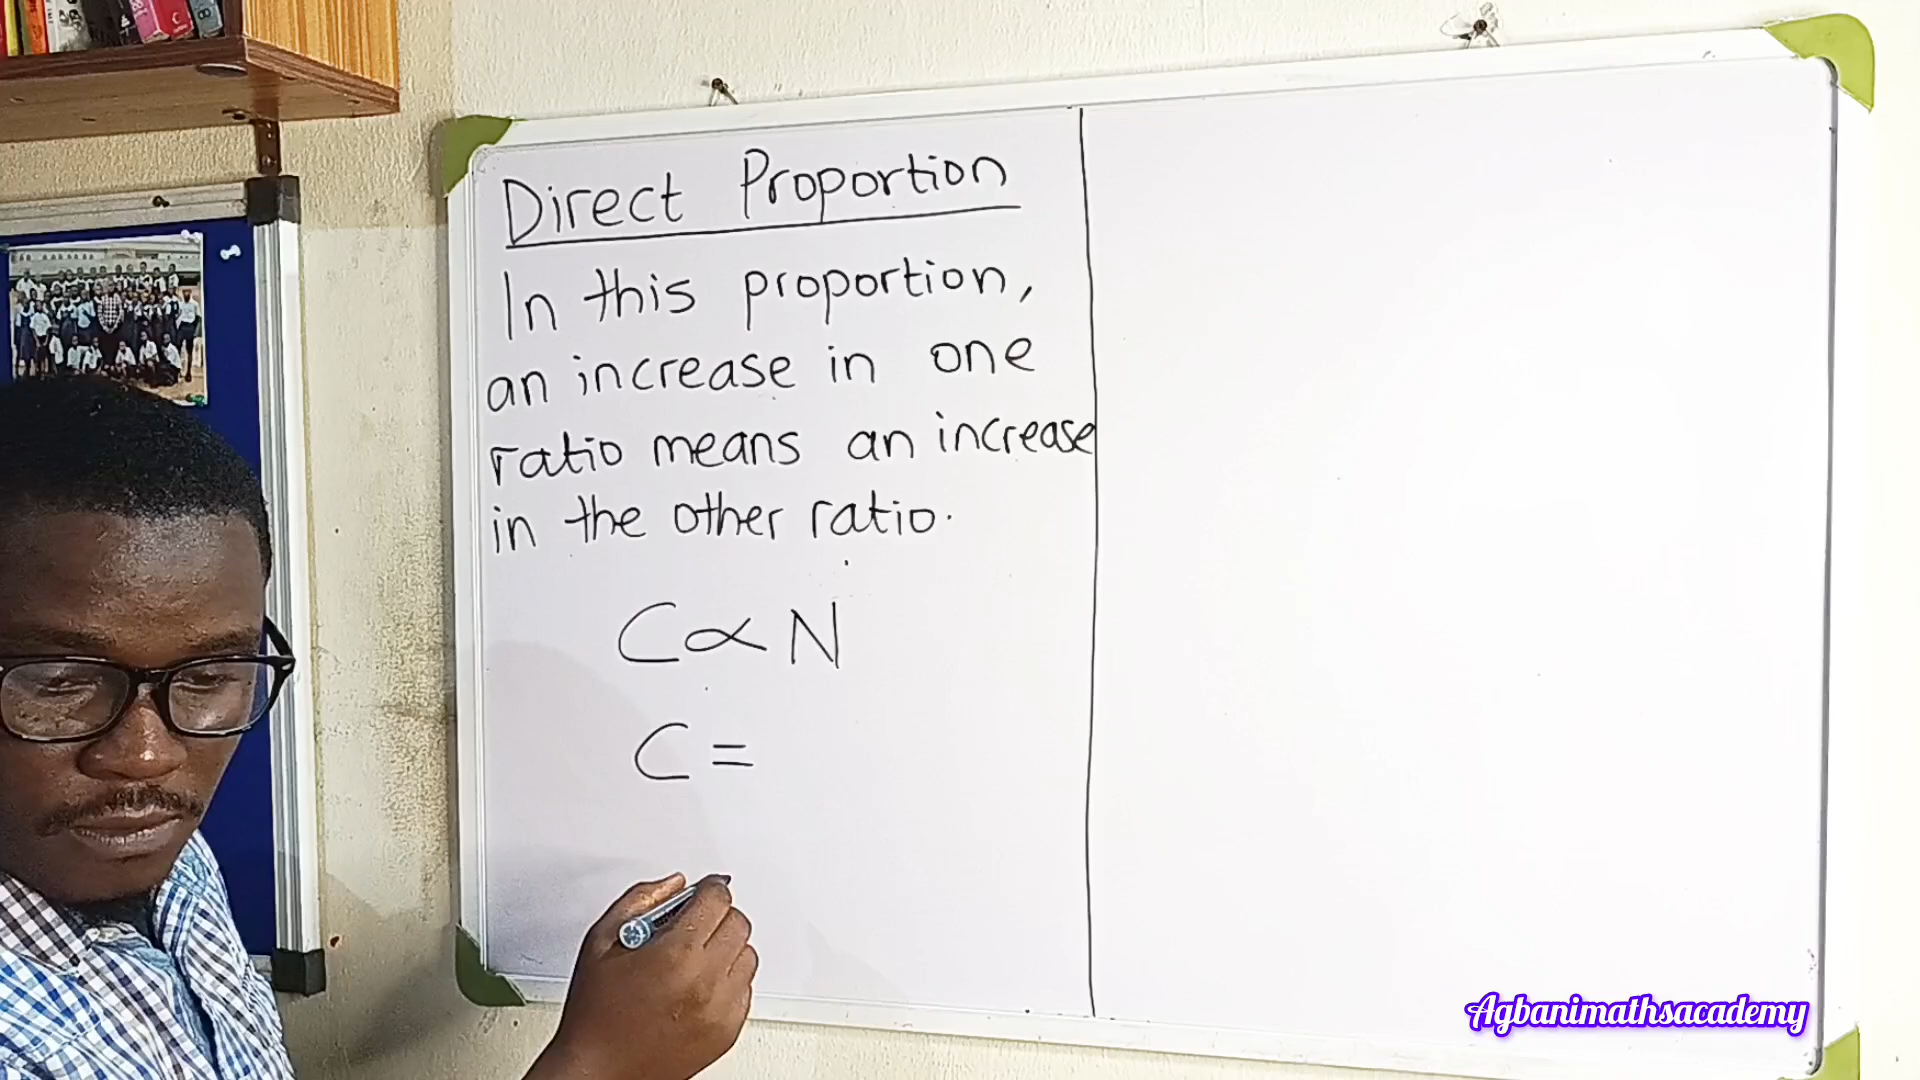 Direct Proportion
In this proportion,
an increase in one
ratio means an increase
in the other ratio.
C ∝ N
C =
Agbanimathsacademy